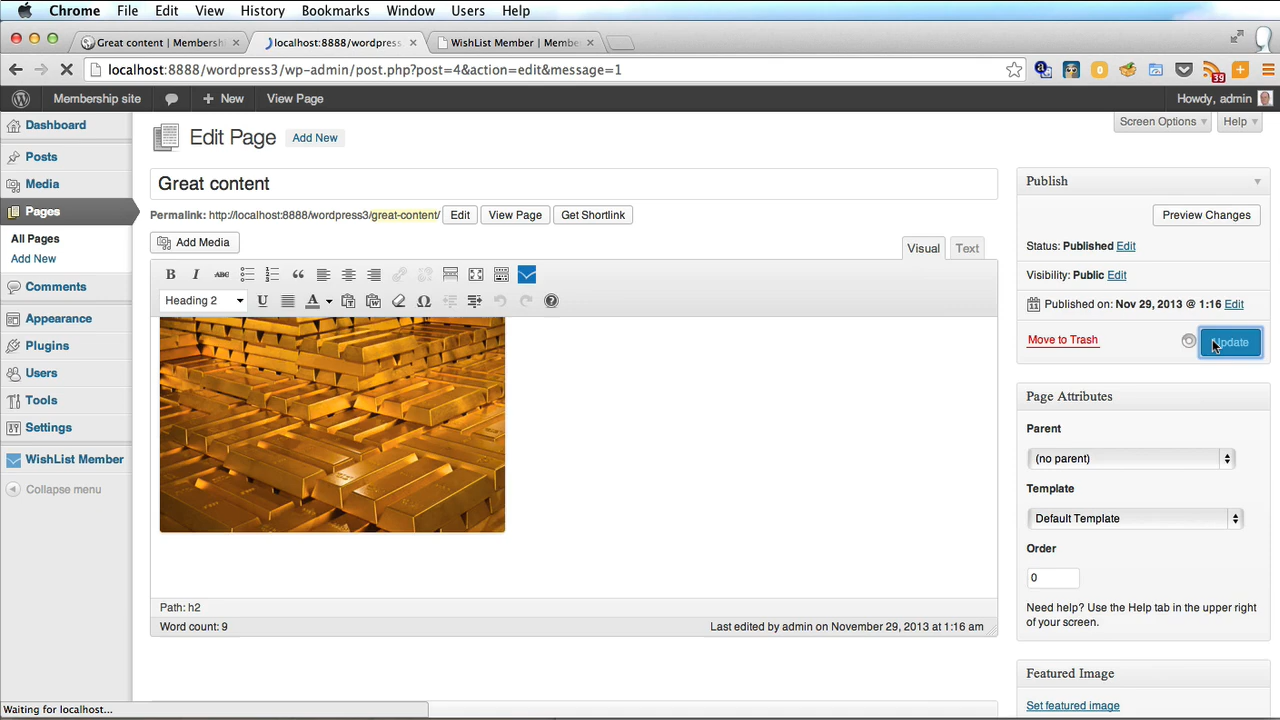 Chrome File Edit View History Bookmarks Window Users Help
Great content | Membersh
localhost:8888/wordpress
WishList Member | Membe
localhost:8888/wordpress3/wp-admin/post.php?post=4&action=edit&message=1
39
Membership site
New
View Page
Howdy, admin
Dashboard
Posts
Media
Pages
All Pages
Add New
Comments
Appearance
Plugins
Users
Tools
Settings
WishList Member
Collapse menu
Screen Options
Help
Edit Page
Add New
Great content
Permalink: http://localhost:8888/wordpress3/great-content/ Edit View Page Get Shortlink
Add Media
Visual
Text
B I ABC
Heading 2 U A
Path: h2
Word count: 9
Last edited by admin on November 29, 2013 at 1:16 am
Publish
Preview Changes
Status: Published Edit
Visibility: Public Edit
Published on: Nov 29, 2013 @ 1:16 Edit
Move to Trash
Update
Page Attributes
Parent
(no parent)
Template
Default Template
Order
0
Need help? Use the Help tab in the upper right
of your screen.
Featured Image
Set featured image
Waiting for localhost...